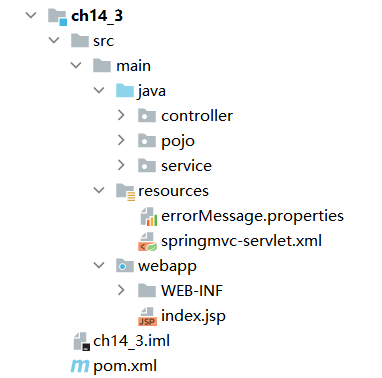 ch14_3
src
main
java
controller
pojo
service
resources
errorMessage.properties
springmvc-servlet.xml
webapp
WEB-INF
JSP index.jsp
ch14_3.iml
m pom.xml